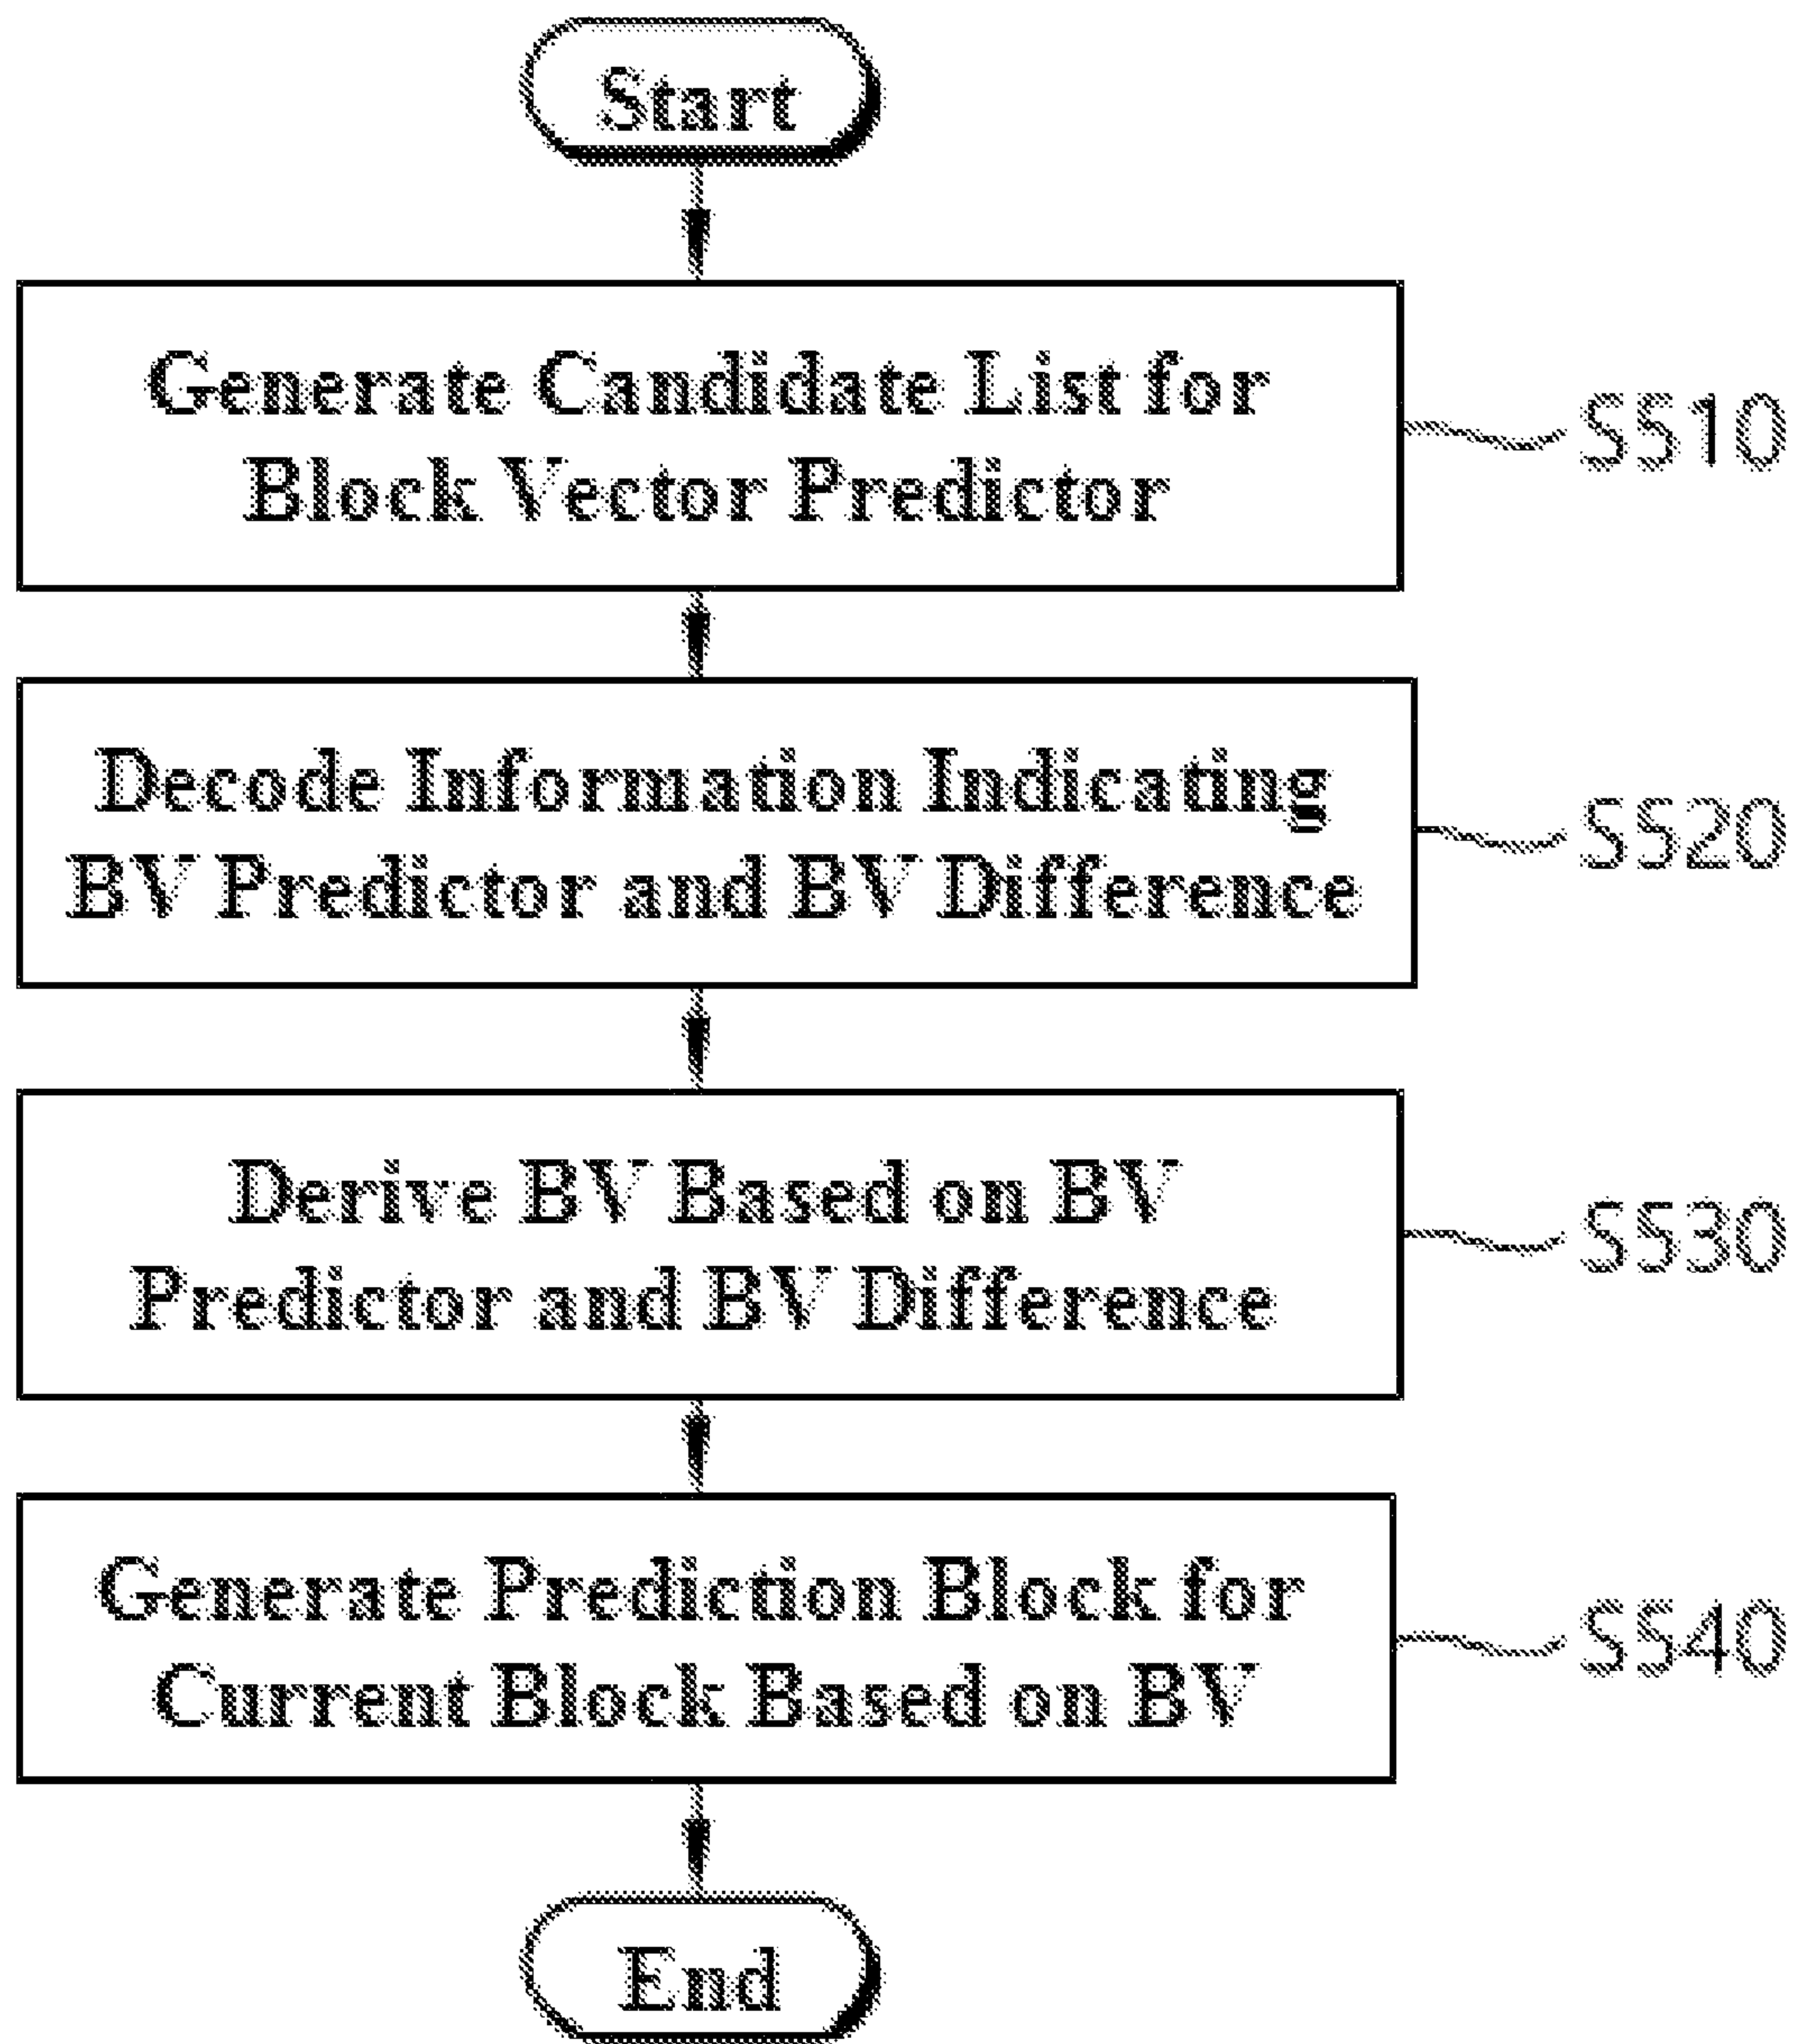 Start
Generate Candidate List for
Block Vector Predictor
S510
Decode Information Indicating
BV Predictor and BV Difference
S520
Derive BV Based on BV
Predictor and BV Difference
S530
Generate Prediction Block for
Current Block Based on BV
S540
End